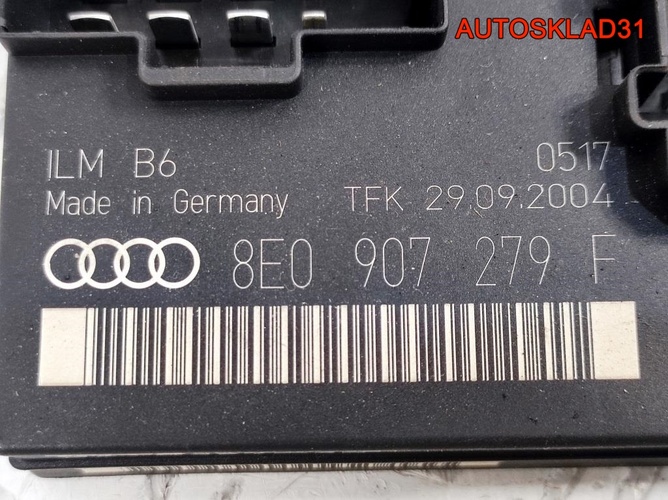 AUTOSKLAD31
ILM B6 0517
Made in Germany TFK 29.09.2004
8E0 907 279 F